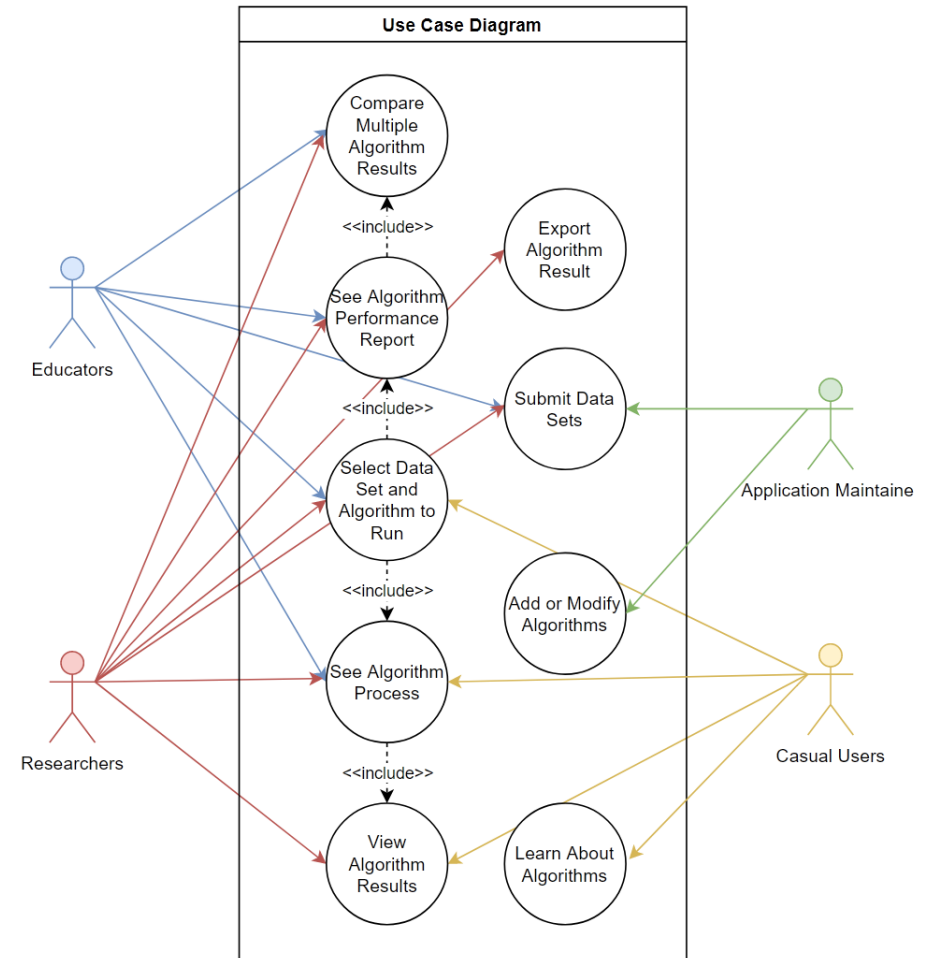 Use Case Diagram
Compare
Multiple
Algorithm
Results
<<include>>
Export
Algorithm
Result
See Algorithm
Performance
Report
Educators
<<include>>
Submit Data
Sets
Select Data
Set and
Algorithm to
Run
Application Maintaine
<<include>>
Add or Modify
Algorithms
See Algorithm
Process
Researchers
Casual Users
<<include>>
View
Algorithm
Results
Learn About
Algorithms